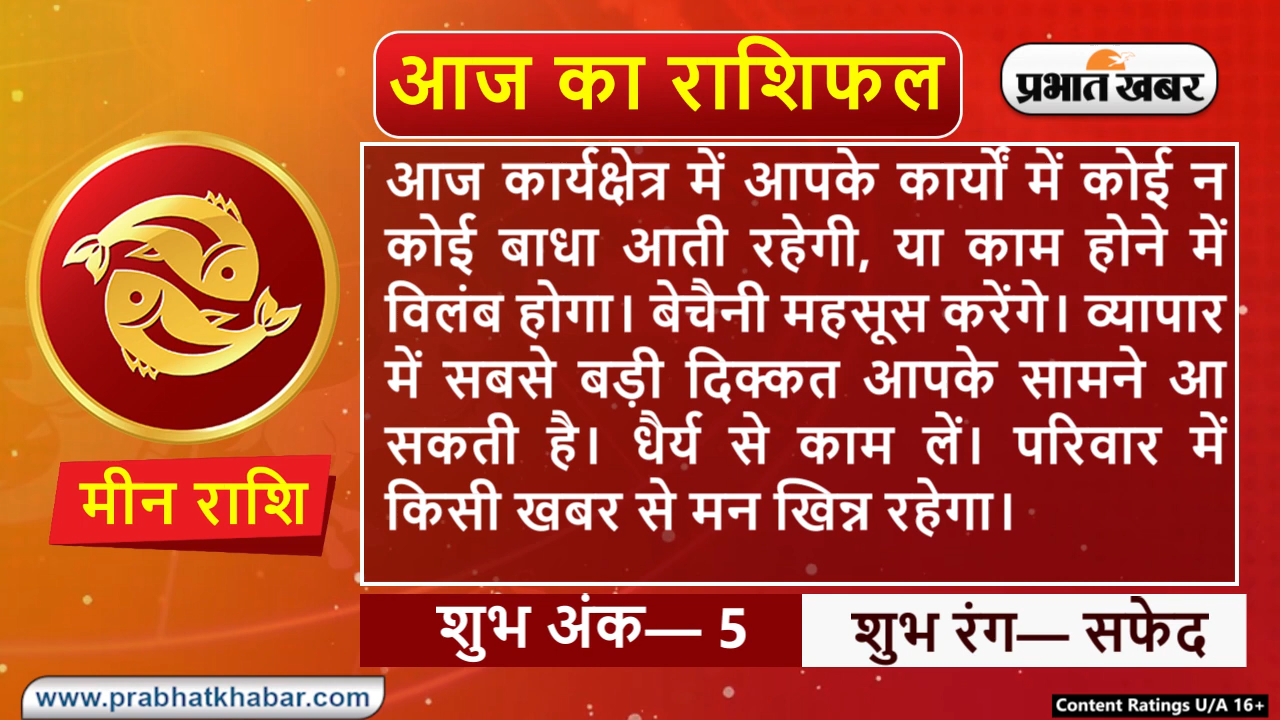 आज का राशिफल
प्रभात खबर
आज कार्यक्षेत्र में आपके कार्यों में कोई न
कोई बाधा आती रहेगी, या काम होने में
विलंब होगा। बेचैनी महसूस करेंगे। व्यापार
में सबसे बड़ी दिक्कत आपके सामने आ
सकती है। धैर्य से काम लें। परिवार में
किसी खबर से मन खिन्न रहेगा।
मीन राशि
शुभ अंक— 5
शुभ रंग— सफेद
www.prabhatkhabar.com
Content Ratings U/A 16+